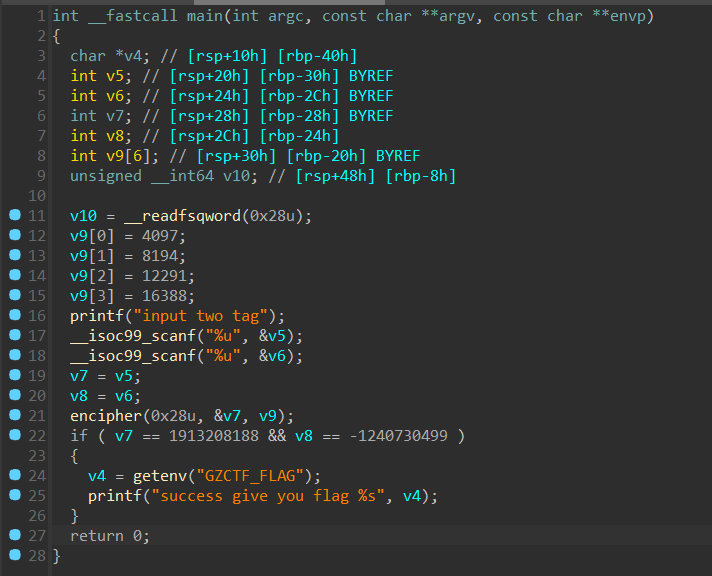 1 int __fastcall main(int argc, const char **argv, const char **envp)
2 {
3   char *v4; // [rsp+10h] [rbp-40h]
4   int v5; // [rsp+20h] [rbp-30h] BYREF
5   int v6; // [rsp+24h] [rbp-2Ch] BYREF
6   int v7; // [rsp+28h] [rbp-28h] BYREF
7   int v8; // [rsp+2Ch] [rbp-24h]
8   int v9[6]; // [rsp+30h] [rbp-20h] BYREF
9   unsigned __int64 v10; // [rsp+48h] [rbp-8h]
10
11   v10 = __readfsqword(0x28u);
12   v9[0] = 4097;
13   v9[1] = 8194;
14   v9[2] = 12291;
15   v9[3] = 16388;
16   printf("input two tag");
17   __isoc99_scanf("%u", &v5);
18   __isoc99_scanf("%u", &v6);
19   v7 = v5;
20   v8 = v6;
21   encipher(0x28u, &v7, v9);
22   if ( v7 == 1913208188 && v8 == -1240730499 )
23   {
24     v4 = getenv("GZCTF_FLAG");
25     printf("success give you flag %s", v4);
26   }
27   return 0;
28 }